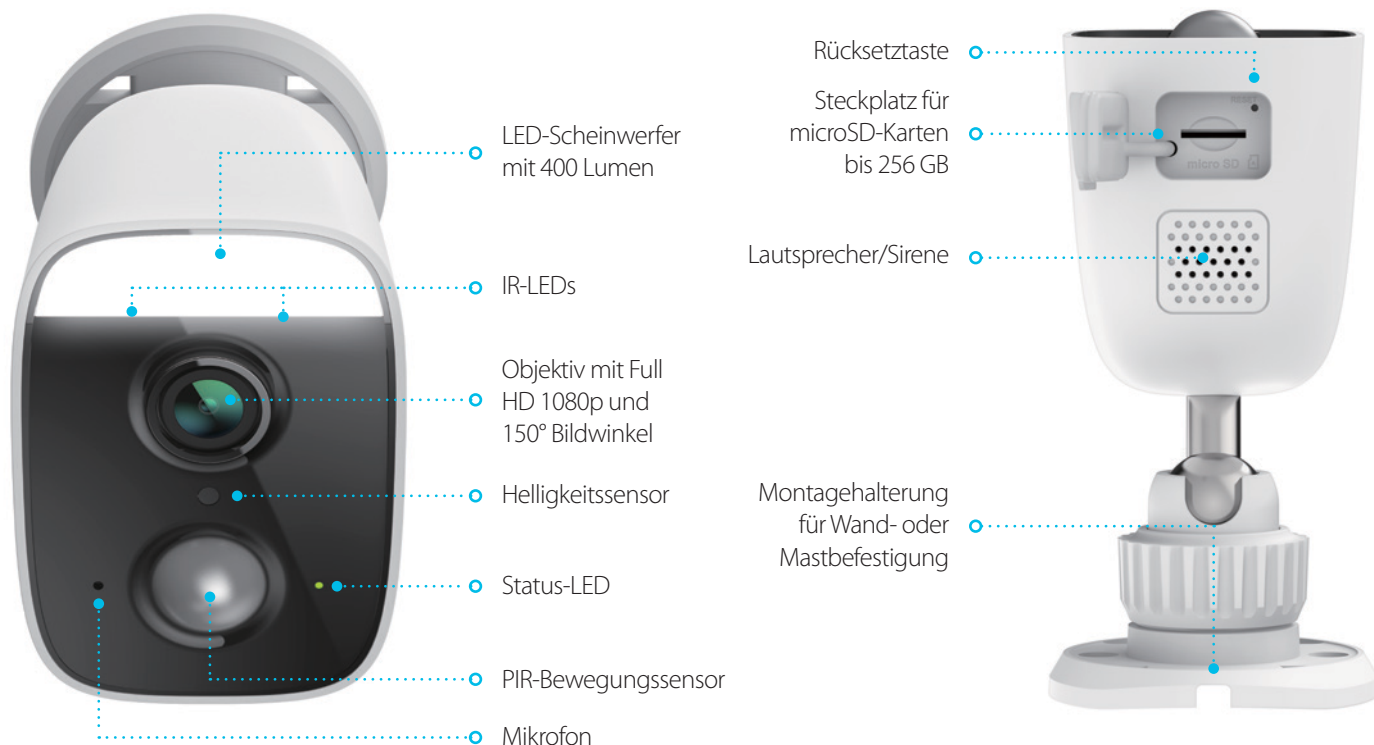 LED-Scheinwerfer
mit 400 Lumen
IR-LEDs
Objektiv mit Full
HD 1080p und
150° Bildwinkel
Helligkeitssensor
Status-LED
PIR-Bewegungssensor
Mikrofon
Rücksetztaste
Steckplatz für
microSD-Karten
bis 256 GB
Lautsprecher/Sirene
Montagehalterung
für Wand- oder
Mastbefestigung
RESET
micro SD